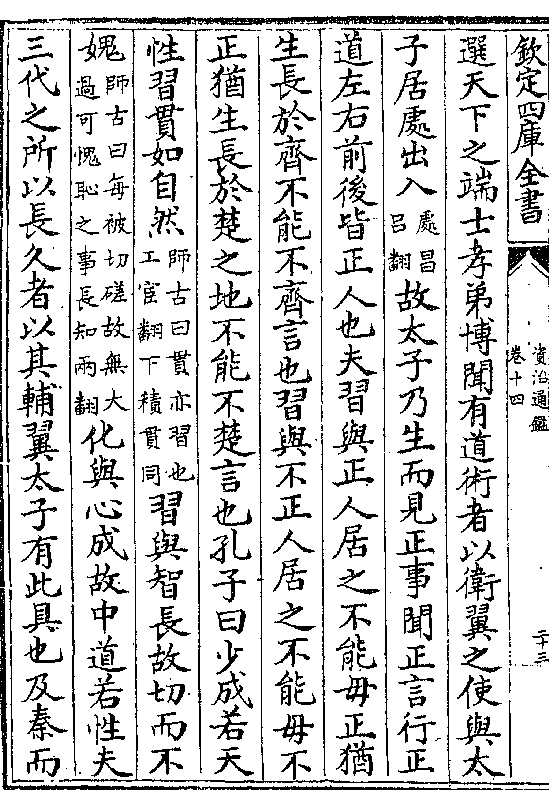 欽定四庫全書
資治通鑑
卷十四
二十三
選天下之端士孝弟博聞有道術者以衛翼之使與太
子居處出入處昌呂翻故太子乃生而見正事聞正言行正
道左右前後皆正人也夫習與正人居之不能毋正猶
生長於齊不能不齊言也習與不正人居之不能毋不
正猶生長於楚之地不能不楚言也孔子曰少成若天
性習貫如自然師古曰貫亦習也工宦翻下積貫同習與智長故切而不
媿師古曰每被切磋故無大過可愧恥之事長知兩翻化與心成故中道若性夫
三代之所以長久者以其輔翼太子有此具也及秦而